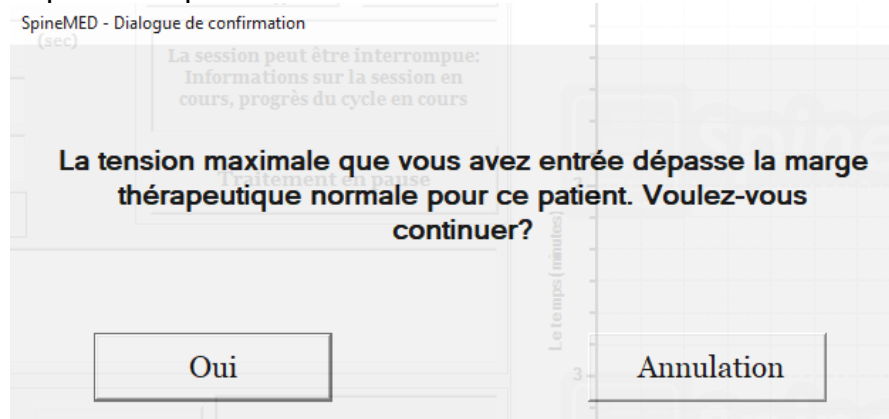 SpineMED - Dialogue de confirmation
(sec)
La session peut être interrompue:
Informations sur la session en
cours, progrès du cycle en cours
Traitement en pause
La tension maximale que vous avez entrée dépasse la marge
thérapeutique normale pour ce patient. Voulez-vous
continuer?
Le temps (minutes)
Oui
3
Annulation